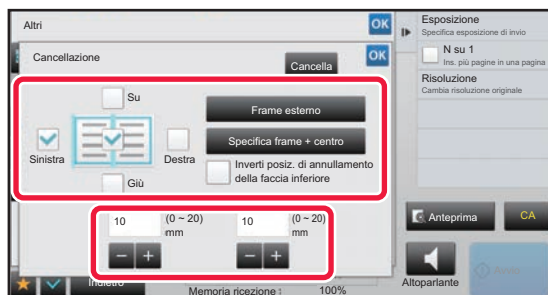 Altri
OK
Esposizione
Specifica esposizione di invio
Cancellazione
Cancella
OK
N su 1
Ins. più pagine in una pagina
Risoluzione
Cambia risoluzione originale
Su
Frame esterno
Specifica frame + centro
Sinistra
Destra
Inverti posiz. di annullamento
della faccia inferiore
Giù
10
(0 ~ 20)
mm
10
(0 ~ 20)
mm
Anteprima
CA
Indietro
Memoria ricezione :
100%
Altoparlante